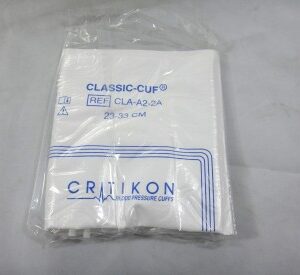 CLASSIC-CUF®
REF CLA-A2-2A
23-33 CM
CRITIKON
BLOOD PRESSURE CUFFS